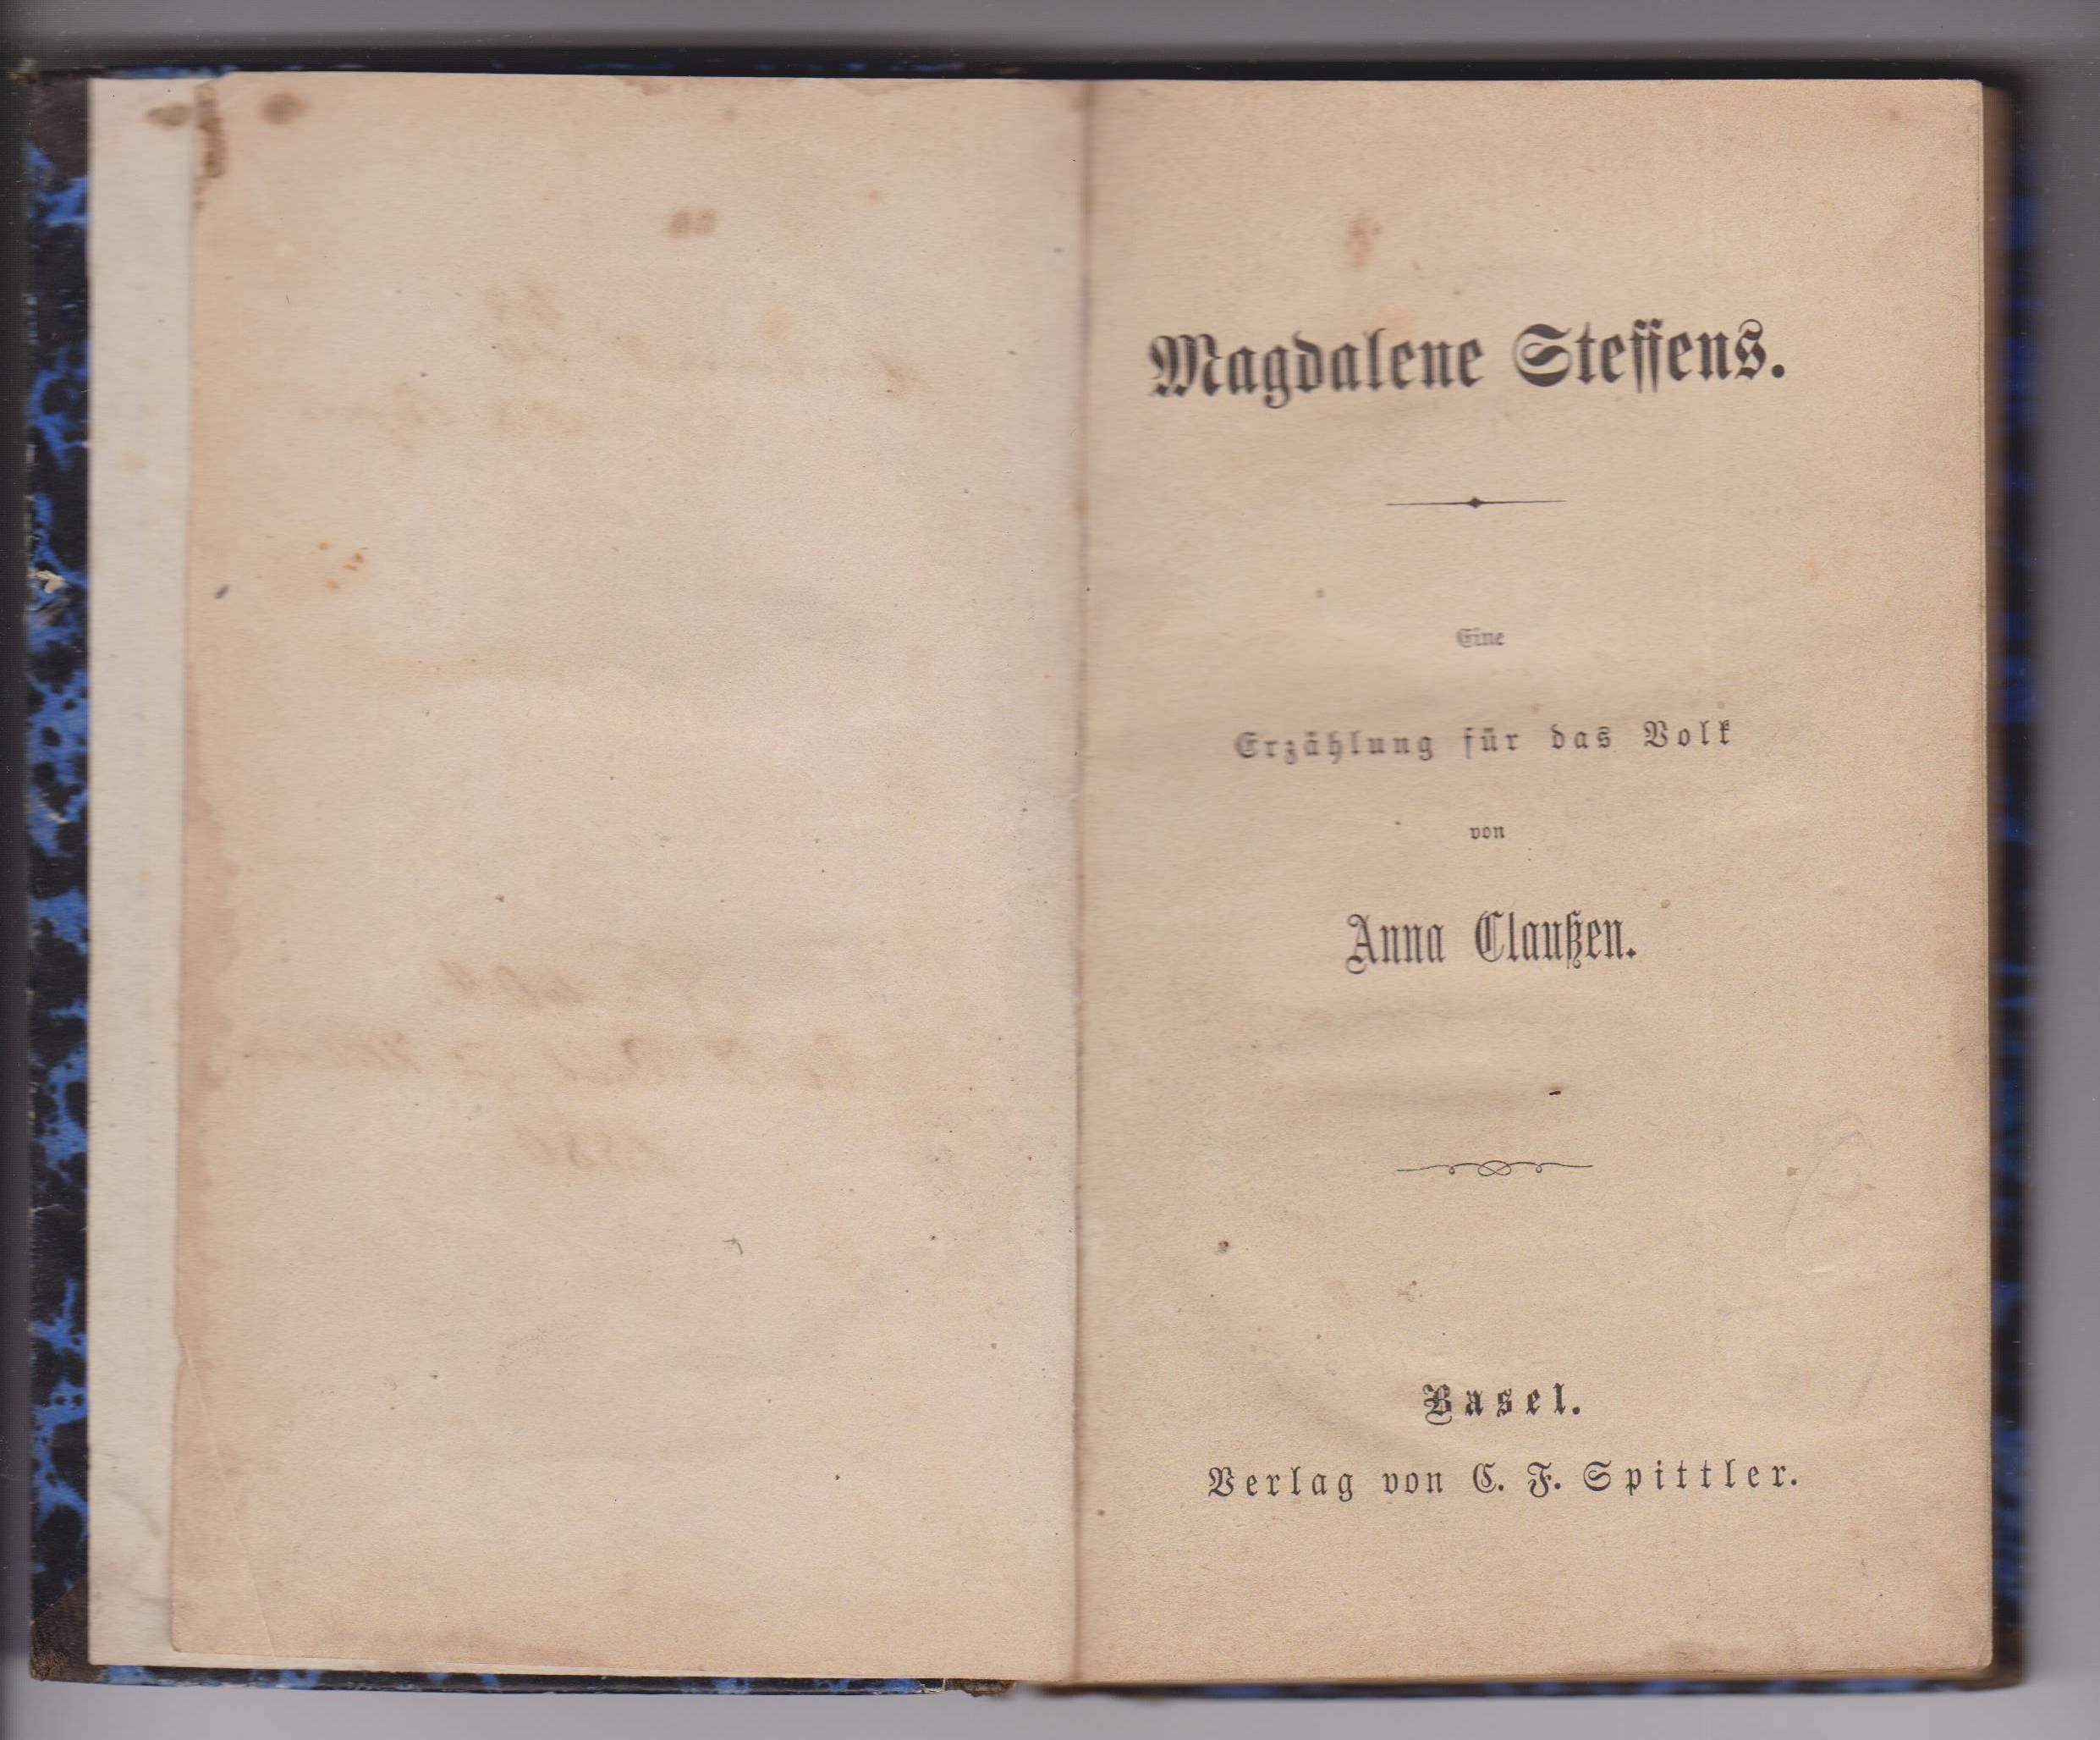 Magdalene Steffens.
Eine
Erzählung für das Volk
von
Anna Claußen.
Basel.
Verlag von C. F. Spittler.